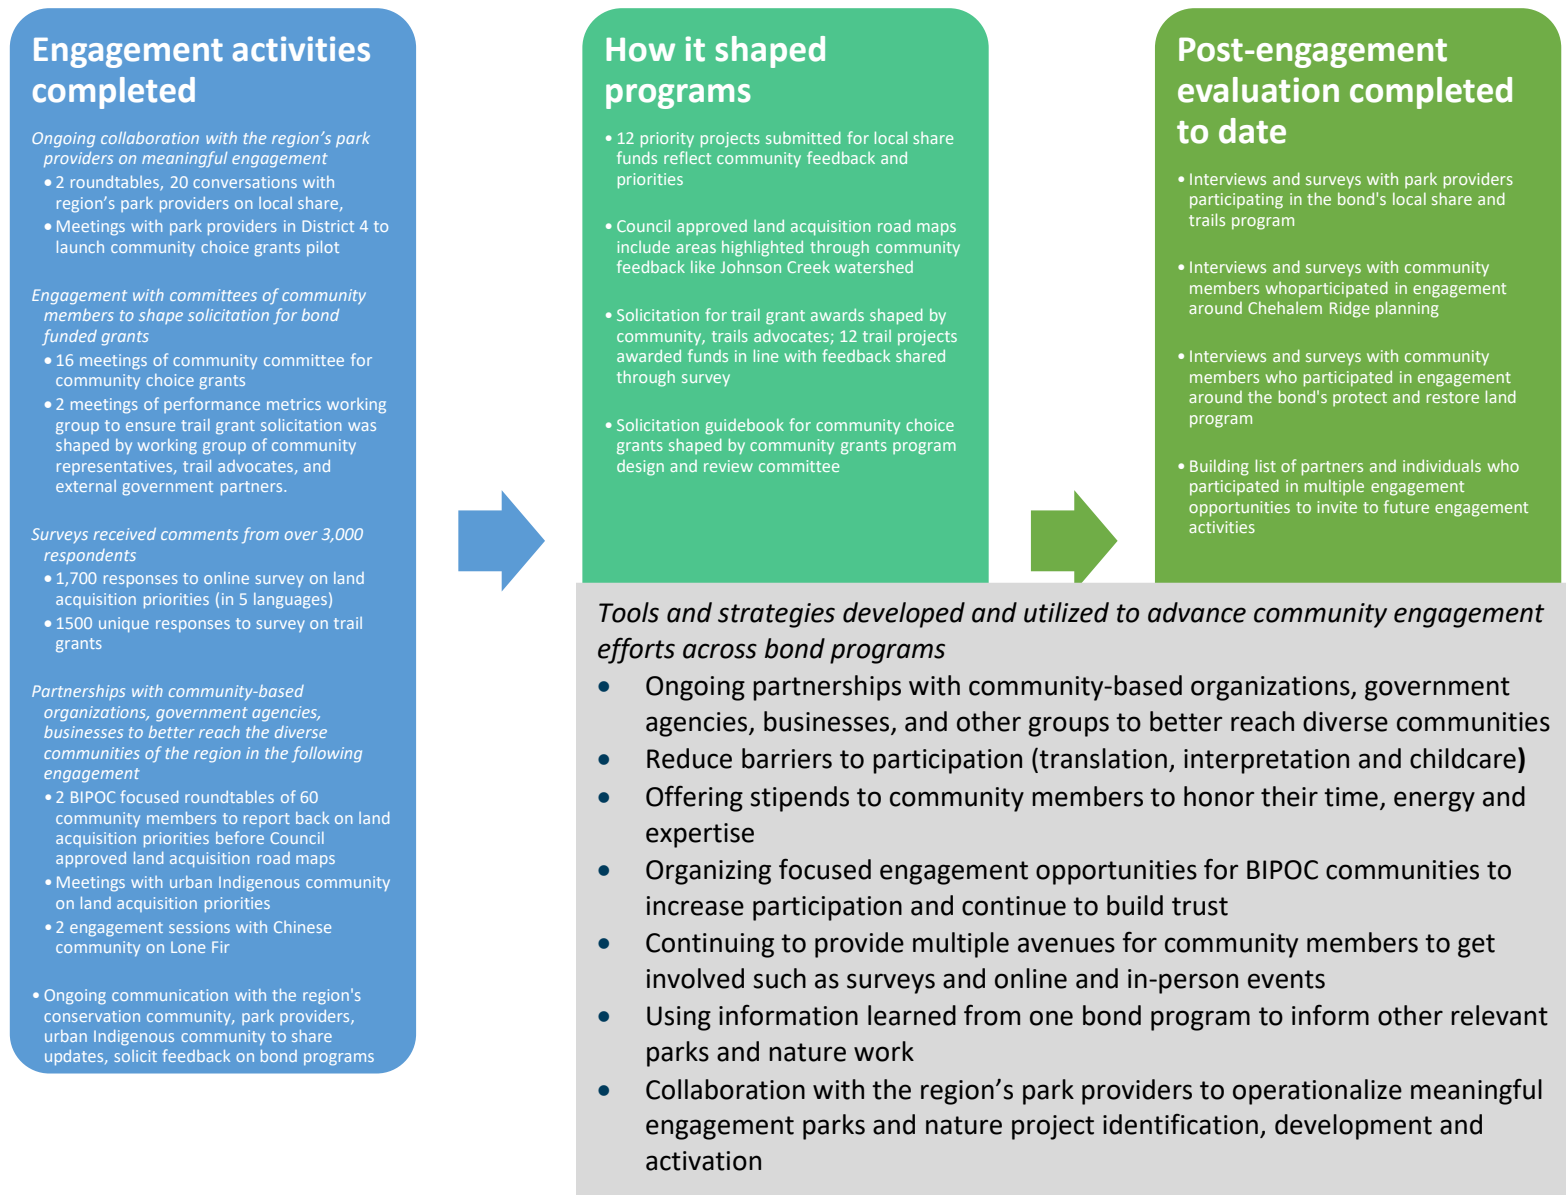 Engagement activities
completed
Ongoing collaboration with the region's park
providers on meaningful engagement
• 2 roundtables, 20 conversations with
region's park providers on local share,
• Meetings with park providers in District 4 to
launch community choice grants pilot
Engagement with committees of community
members to shape solicitation for bond
funded grants
• 16 meetings of community committee for
community choice grants
• 2 meetings of performance metrics working
group to ensure trail grant solicitation was
shaped by working group of community
representatives, trail advocates, and
external government partners.
Surveys received comments from over 3,000
respondents
• 1,700 responses to online survey on land
acquisition priorities (in 5 languages)
• 1500 unique responses to survey on trail
grants
Partnerships with community-based
organizations, government agencies,
businesses to better reach the diverse
communities of the region in the following
engagement
• 2 BIPOC focused roundtables of 60
community members to report back on land
acquisition priorities before Council
approved land acquisition road maps
• Meetings with urban Indigenous community
on land acquisition priorities
• 2 engagement sessions with Chinese
community on Lone Fir
• Ongoing communication with the region's
conservation community, park providers,
urban Indigenous community to share
updates, solicit feedback on bond programs
How it shaped
programs
• 12 priority projects submitted for local share
funds reflect community feedback and
priorities
• Council approved land acquisition road maps
include areas highlighted through community
feedback like Johnson Creek watershed
• Solicitation for trail grant awards shaped by
community, trails advocates; 12 trail projects
awarded funds in line with feedback shared
through survey
• Solicitation guidebook for community choice
grants shaped by community grants program
design and review committee
Post-engagement
evaluation completed
to date
• Interviews and surveys with park providers
participating in the bond's local share and
trails program
• Interviews and surveys with community
members whoparticipated in engagement
around Chehalem Ridge planning
• Interviews and surveys with community
members who participated in engagement
around the bond's protect and restore land
program
• Building list of partners and individuals who
participated in multiple engagement
opportunities to invite to future engagement
activities
Tools and strategies developed and utilized to advance community engagement
efforts across bond programs
• Ongoing partnerships with community-based organizations, government
agencies, businesses, and other groups to better reach diverse communities
• Reduce barriers to participation (translation, interpretation and childcare)
• Offering stipends to community members to honor their time, energy and
expertise
• Organizing focused engagement opportunities for BIPOC communities to
increase participation and continue to build trust
• Continuing to provide multiple avenues for community members to get
involved such as surveys and online and in-person events
• Using information learned from one bond program to inform other relevant
parks and nature work
• Collaboration with the region's park providers to operationalize meaningful
engagement parks and nature project identification, development and
activation